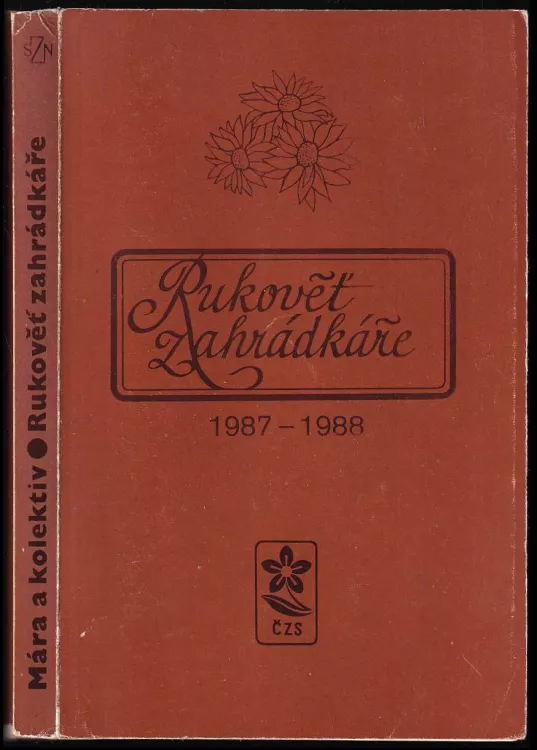 SZN
Mára a kolektiv ● Rukověť zahrádkáře
Rukověť
zahrádkáře
1987 – 1988
ČZS